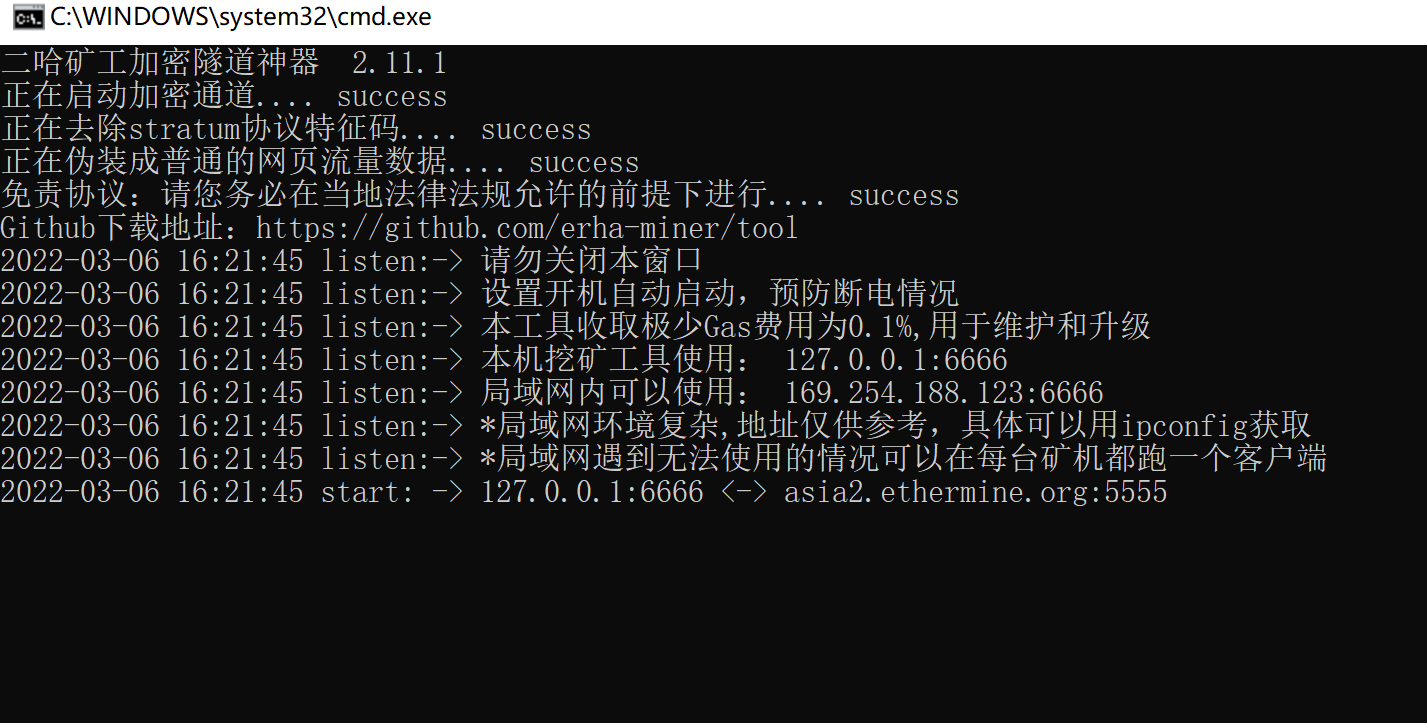 C:\WINDOWS\system32\cmd.exe
二哈矿工加密隧道神器  2.11.1
正在启动加密通道.... success
正在去除stratum协议特征码.... success
正在伪装成普通的网页流量数据.... success
免责协议：请您务必在当地法律法规允许的前提下进行.... success
Github下载地址：https://github.com/erha-miner/tool
2022-03-06 16:21:45 listen:-> 请勿关闭本窗口
2022-03-06 16:21:45 listen:-> 设置开机自动启动，预防断电情况
2022-03-06 16:21:45 listen:-> 本工具收取极少Gas费用为0.1%,用于维护和升级
2022-03-06 16:21:45 listen:-> 本机挖矿工具使用： 127.0.0.1:6666
2022-03-06 16:21:45 listen:-> 局域网内可以使用： 169.254.188.123:6666
2022-03-06 16:21:45 listen:-> *局域网环境复杂,地址仅供参考，具体可以用ipconfig获取
2022-03-06 16:21:45 listen:-> *局域网遇到无法使用的情况可以在每台矿机都跑一个客户端
2022-03-06 16:21:45 start: -> 127.0.0.1:6666 <-> asia2.ethermine.org:5555